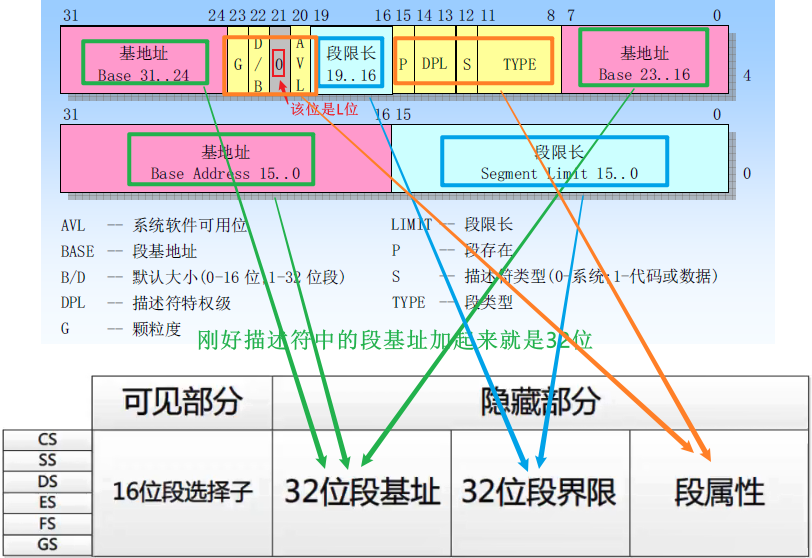 31 24 23 22 21 20 19 16 15 14 13 12 11 8 7 0
基地址
Base 31..24
G
D/B
0
AVL
段限长
19..16
P
DPL
S
TYPE
基地址
Base 23..16
4
该位是L位
31 16 15 0
基地址
Base Address 15..0
段限长
Segment Limit 15..0
0
AVL -- 系统软件可用位
BASE -- 段基地址
B/D -- 默认大小(0-16 位,1-32 位段)
DPL -- 描述符特权级
G -- 颗粒度
LIMIT -- 段限长
P -- 段存在
S -- 描述符类型(0-系统;1-代码或数据)
TYPE -- 段类型
刚好描述符中的段基址加起来就是32位
可见部分 隐藏部分
CS
SS
DS
ES
FS
GS
16位段选择子 32位段基址 32位段界限 段属性